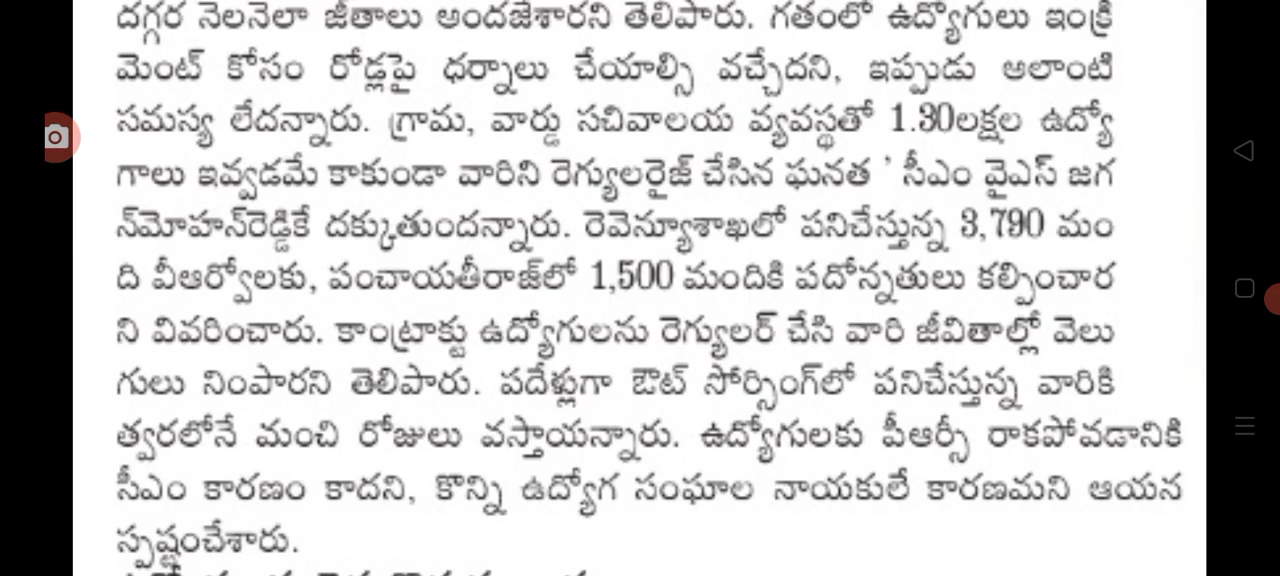 దగ్గర నెలనెలా జీతాలు అందజేశారని తెలిపారు. గతంలో ఉద్యోగులు ఇంక్రి
మెంట్ కోసం రోడ్లపై ధర్నాలు చేయాల్సి వచ్చేదని, ఇప్పుడు అలాంటి
సమస్య లేదన్నారు. గ్రామ, వార్డు సచివాలయ వ్యవస్థతో 1.30లక్షల ఉద్యో
గాలు ఇవ్వడమే కాకుండా వారిని రెగ్యులరైజ్ చేసిన ఘనత ' సీఎం వైఎస్ జగ
న్‌మోహన్‌రెడ్డికే దక్కుతుందన్నారు. రెవెన్యూశాఖలో పనిచేస్తున్న 3,790 మం
ది వీఆర్వోలకు, పంచాయతీరాజ్‌లో 1,500 మందికి పదోన్నతులు కల్పించార
ని వివరించారు. కాంట్రాక్టు ఉద్యోగులను రెగ్యులర్ చేసి వారి జీవితాల్లో వెలు
గులు నింపారని తెలిపారు. పదేళ్లుగా ఔట్ సోర్సింగ్‌లో పనిచేస్తున్న వారికి
త్వరలోనే మంచి రోజులు వస్తాయన్నారు. ఉద్యోగులకు పీఆర్సీ రాకపోవడానికి
సీఎం కారణం కాదని, కొన్ని ఉద్యోగ సంఘాల నాయకులే కారణమని ఆయన
స్పష్టంచేశారు.